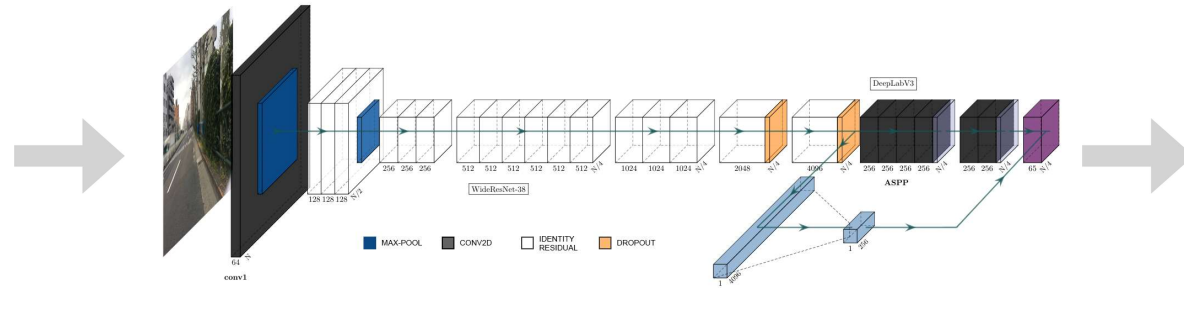 DeepLabV3
64
N
conv1
128 128 128
N/2
256 256 256
512 512 512 512 512 512
N/4
WideResNet-38
1024 1024 1024
N/4
2048
N/4
4096
N/4
256 256 256 256
N/4
ASPP
256 256
N/4
65
N/4
1
4096
1
256
MAX-POOL
CONV2D
IDENTITY
RESIDUAL
DROPOUT